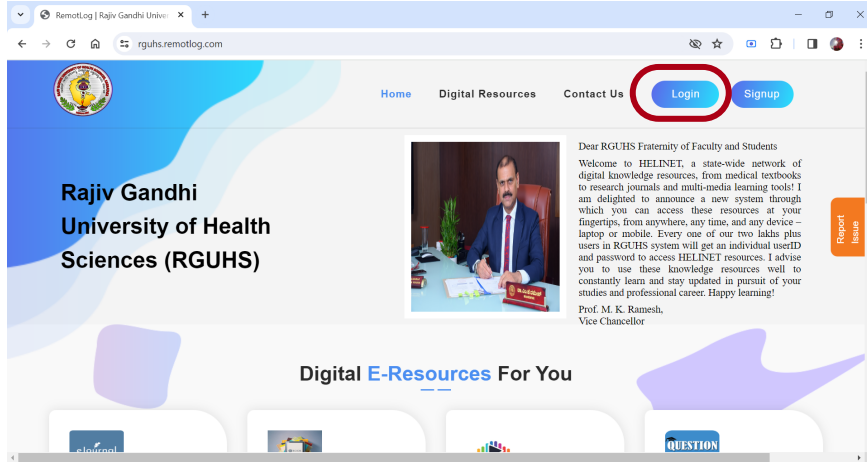 RemotLog | Rajiv Gandhi Univer
rguhs.remotlog.com
Home Digital Resources Contact Us Login Signup
Rajiv Gandhi
University of Health
Sciences (RGUHS)
Dear RGUHS Fraternity of Faculty and Students
Welcome to HELINET, a state-wide network of
digital knowledge resources, from medical textbooks
to research journals and multi-media learning tools! I
am delighted to announce a new system through
which you can access these resources at your
fingertips, from anywhere, any time, and any device –
laptop or mobile. Every one of our two lakhs plus
users in RGUHS system will get an individual userID
and password to access HELINET resources. I advise
you to use these knowledge resources well to
constantly learn and stay updated in pursuit of your
studies and professional career. Happy learning!
Prof. M. K. Ramesh,
Vice Chancellor
Report
Issue
Digital E-Resources For You
eJournal
QUESTION